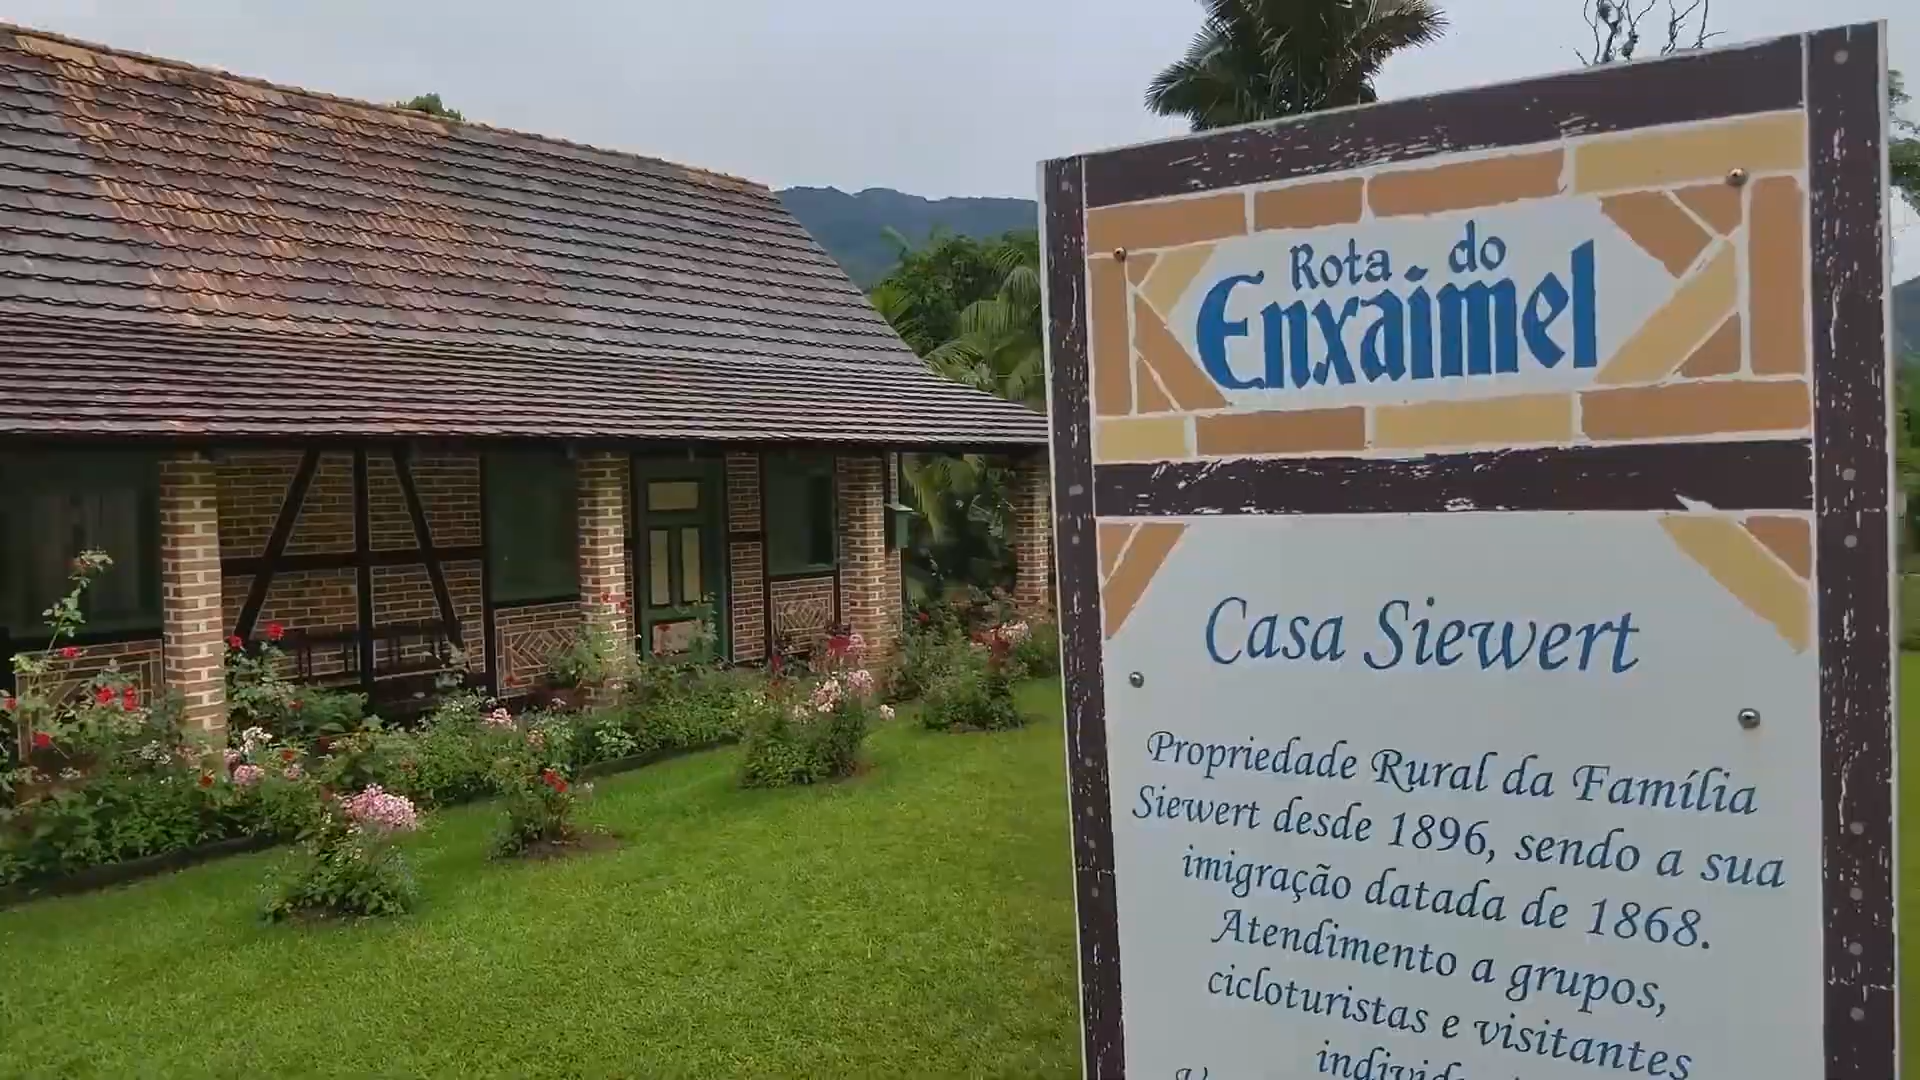 Rota do
Enxaimel
Casa Siewert
Propriedade Rural da Família
Siewert desde 1896, sendo a sua
imigração datada de 1868.
Atendimento a grupos,
cicloturistas e visitantes